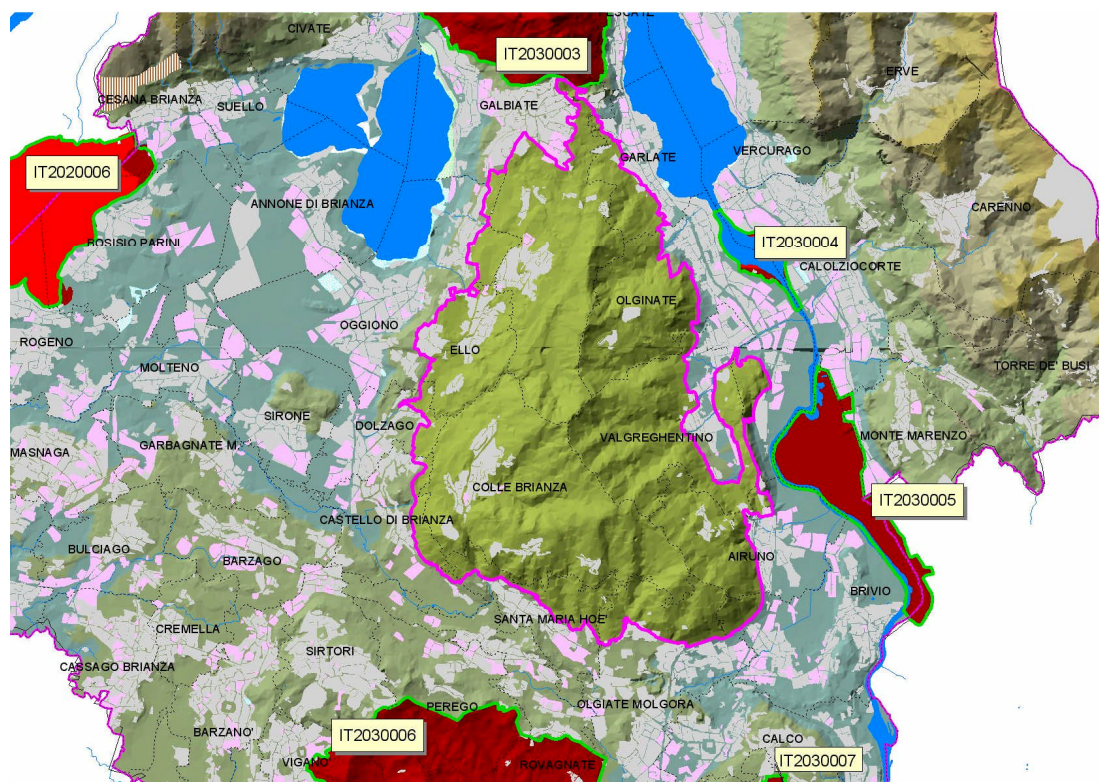 CIVATE
IT2030003
ERVE
CESANA BRIANZA
SUELLO
GALBIATE
GARLATE
VERCURAGO
IT2020006
ANNONE DI BRIANZA
CARENNO
BOSISIO PARINI
IT2030004
CALOLZIOCORTE
OLGINATE
OGGIONO
ROGENO
ELLO
MOLTENO
TORRE DE' BUSI
SIRONE
DOLZAGO
GARBAGNATE M.
VALGREGHENTINO
MONTE MARENZO
MASNAGA
COLLE BRIANZA
IT2030005
CASTELLO DI BRIANZA
BULCIAGO
BARZAGO
AIRUNO
BRIVIO
SANTA MARIA HOE'
CREMELLA
SIRTORI
CASSAGO BRIANZA
PEREGO
OLGIATE MOLGORA
BARZANO'
IT2030006
CALCO
VIGANO'
ROVAGNATE
IT2030007